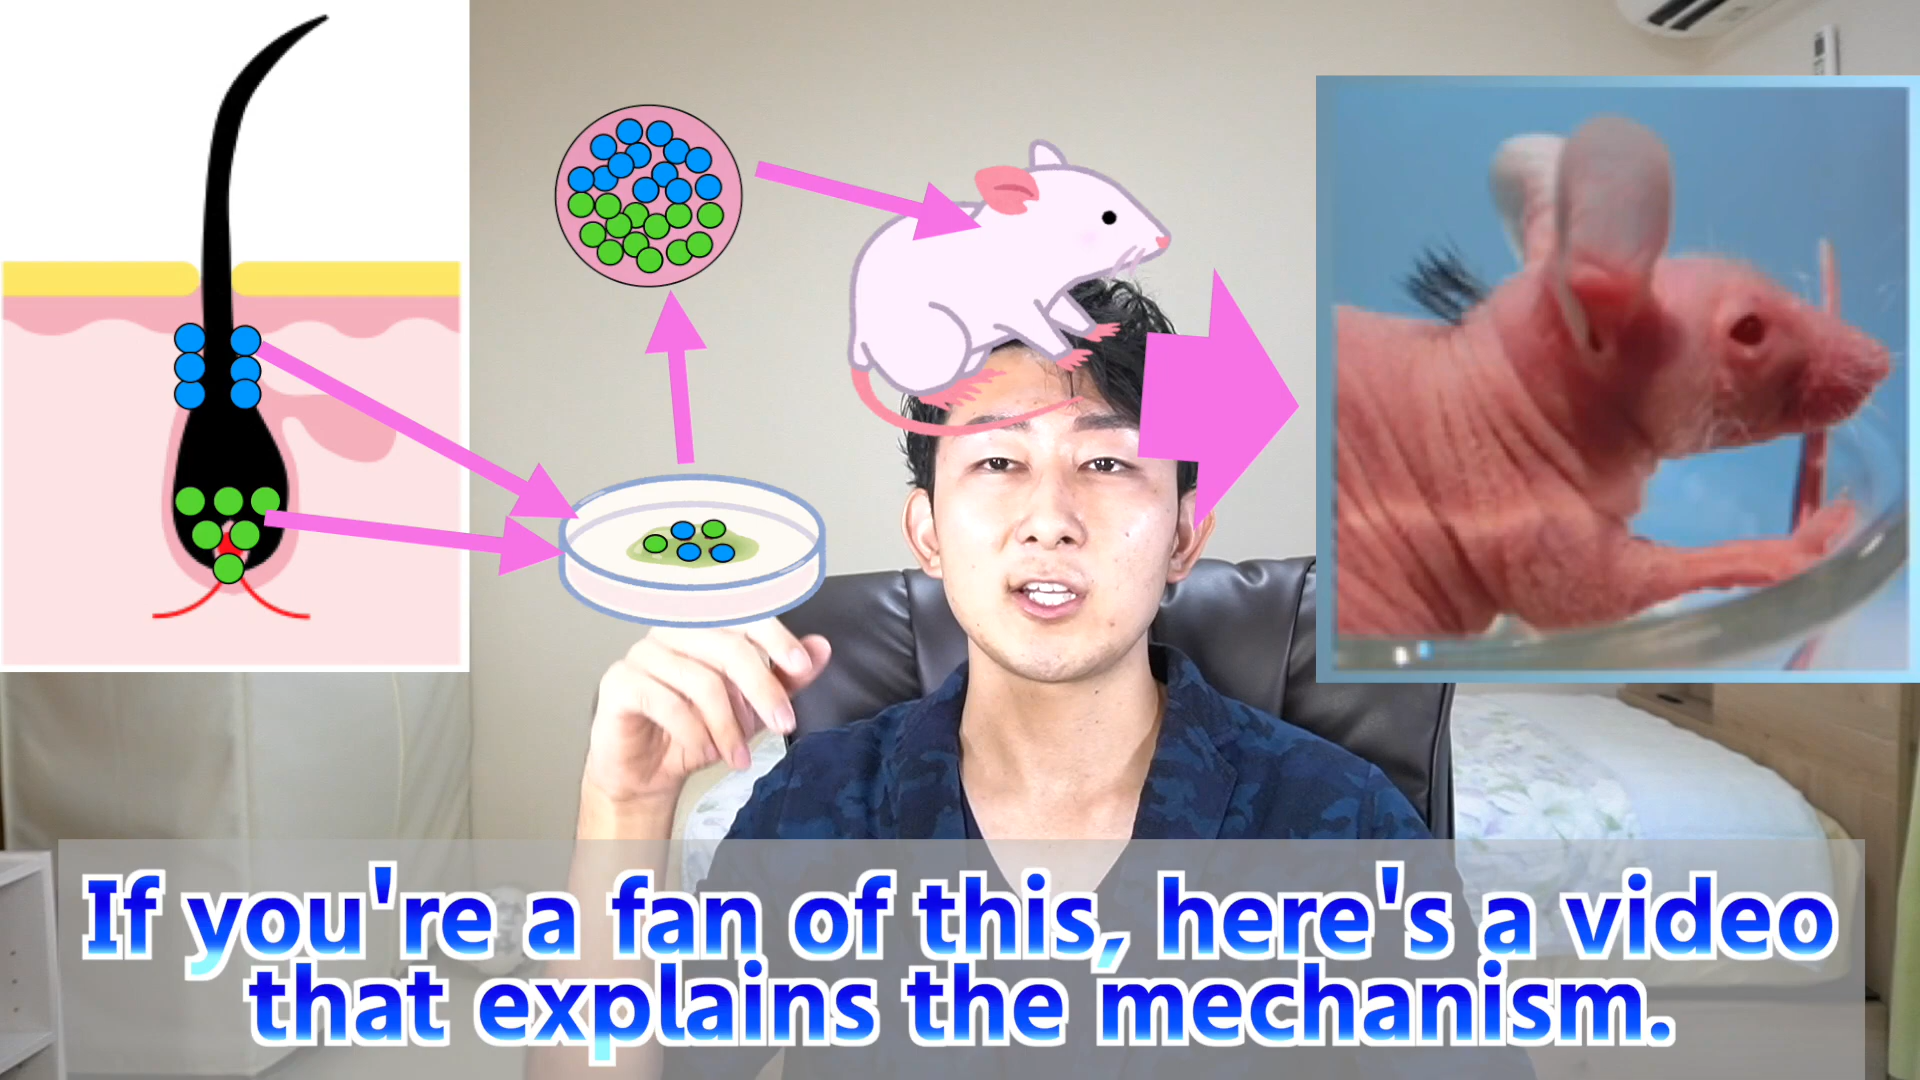 If you're a fan of this, here's a video
that explains the mechanism.